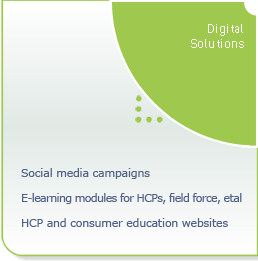 Digital
Solutions
Social media campaigns
E-learning modules for HCPs, field force, etal
HCP and consumer education websites